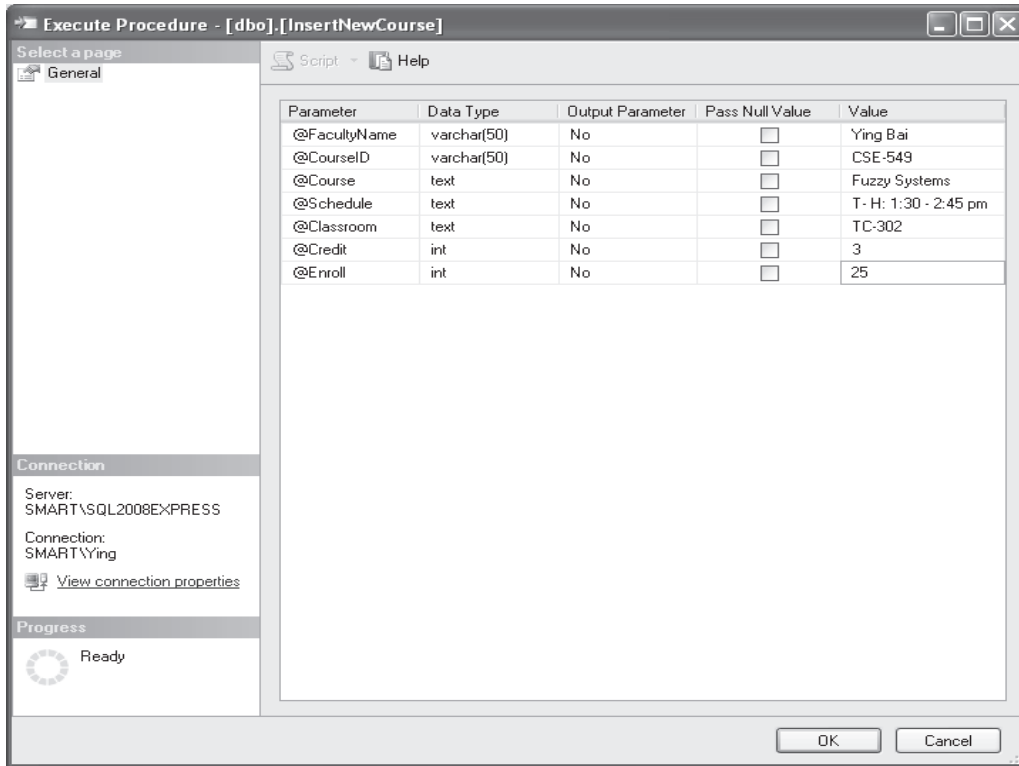 Execute Procedure - [dbo].[InsertNewCourse]
Select a page
General
Script Help
Parameter Data Type Output Parameter Pass Null Value Value
@FacultyName varchar(50) No Ying Bai
@CourseID varchar(50) No CSE-549
@Course text No Fuzzy Systems
@Schedule text No T- H: 1:30 - 2:45 pm
@Classroom text No TC-302
@Credit int No 3
@Enroll int No 25
Connection
Server:
SMART\SQL2008EXPRESS
Connection:
SMART\Ying
View connection properties
Progress
Ready
OK Cancel